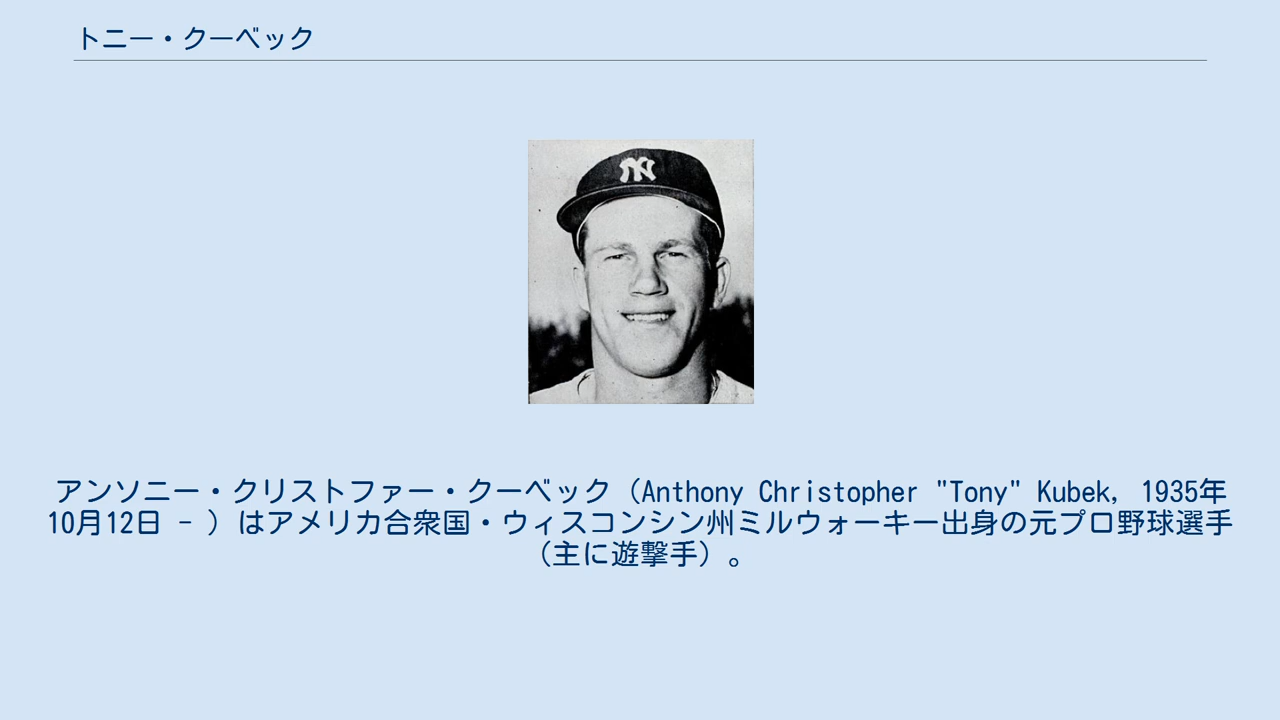 トニー・クーベック
NY
アンソニー・クリストファー・クーベック（Anthony Christopher "Tony" Kubek, 1935年
10月12日 - ）はアメリカ合衆国・ウィスコンシン州ミルウォーキー出身の元プロ野球選手
（主に遊撃手）。